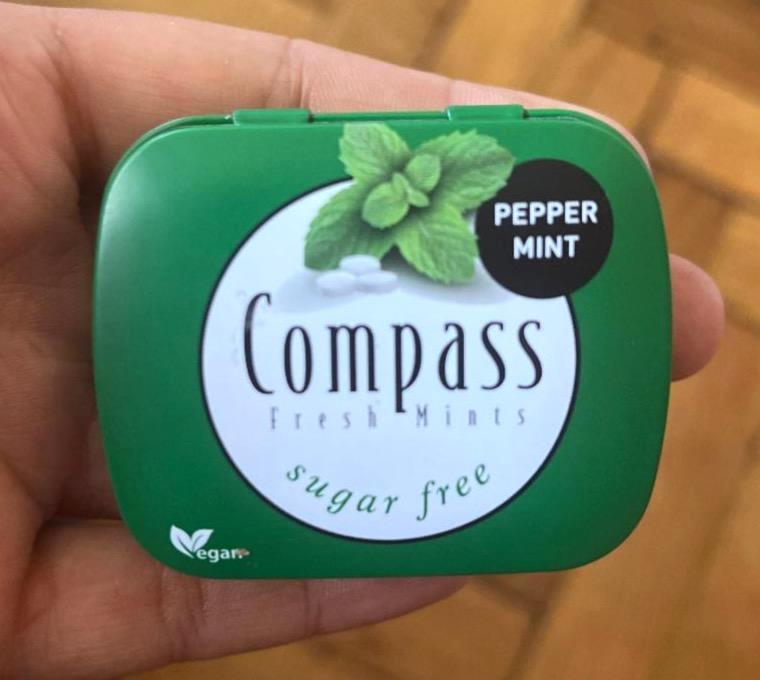 PEPPER
MINT
Compass
Fresh Mints
sugar free
Vegan